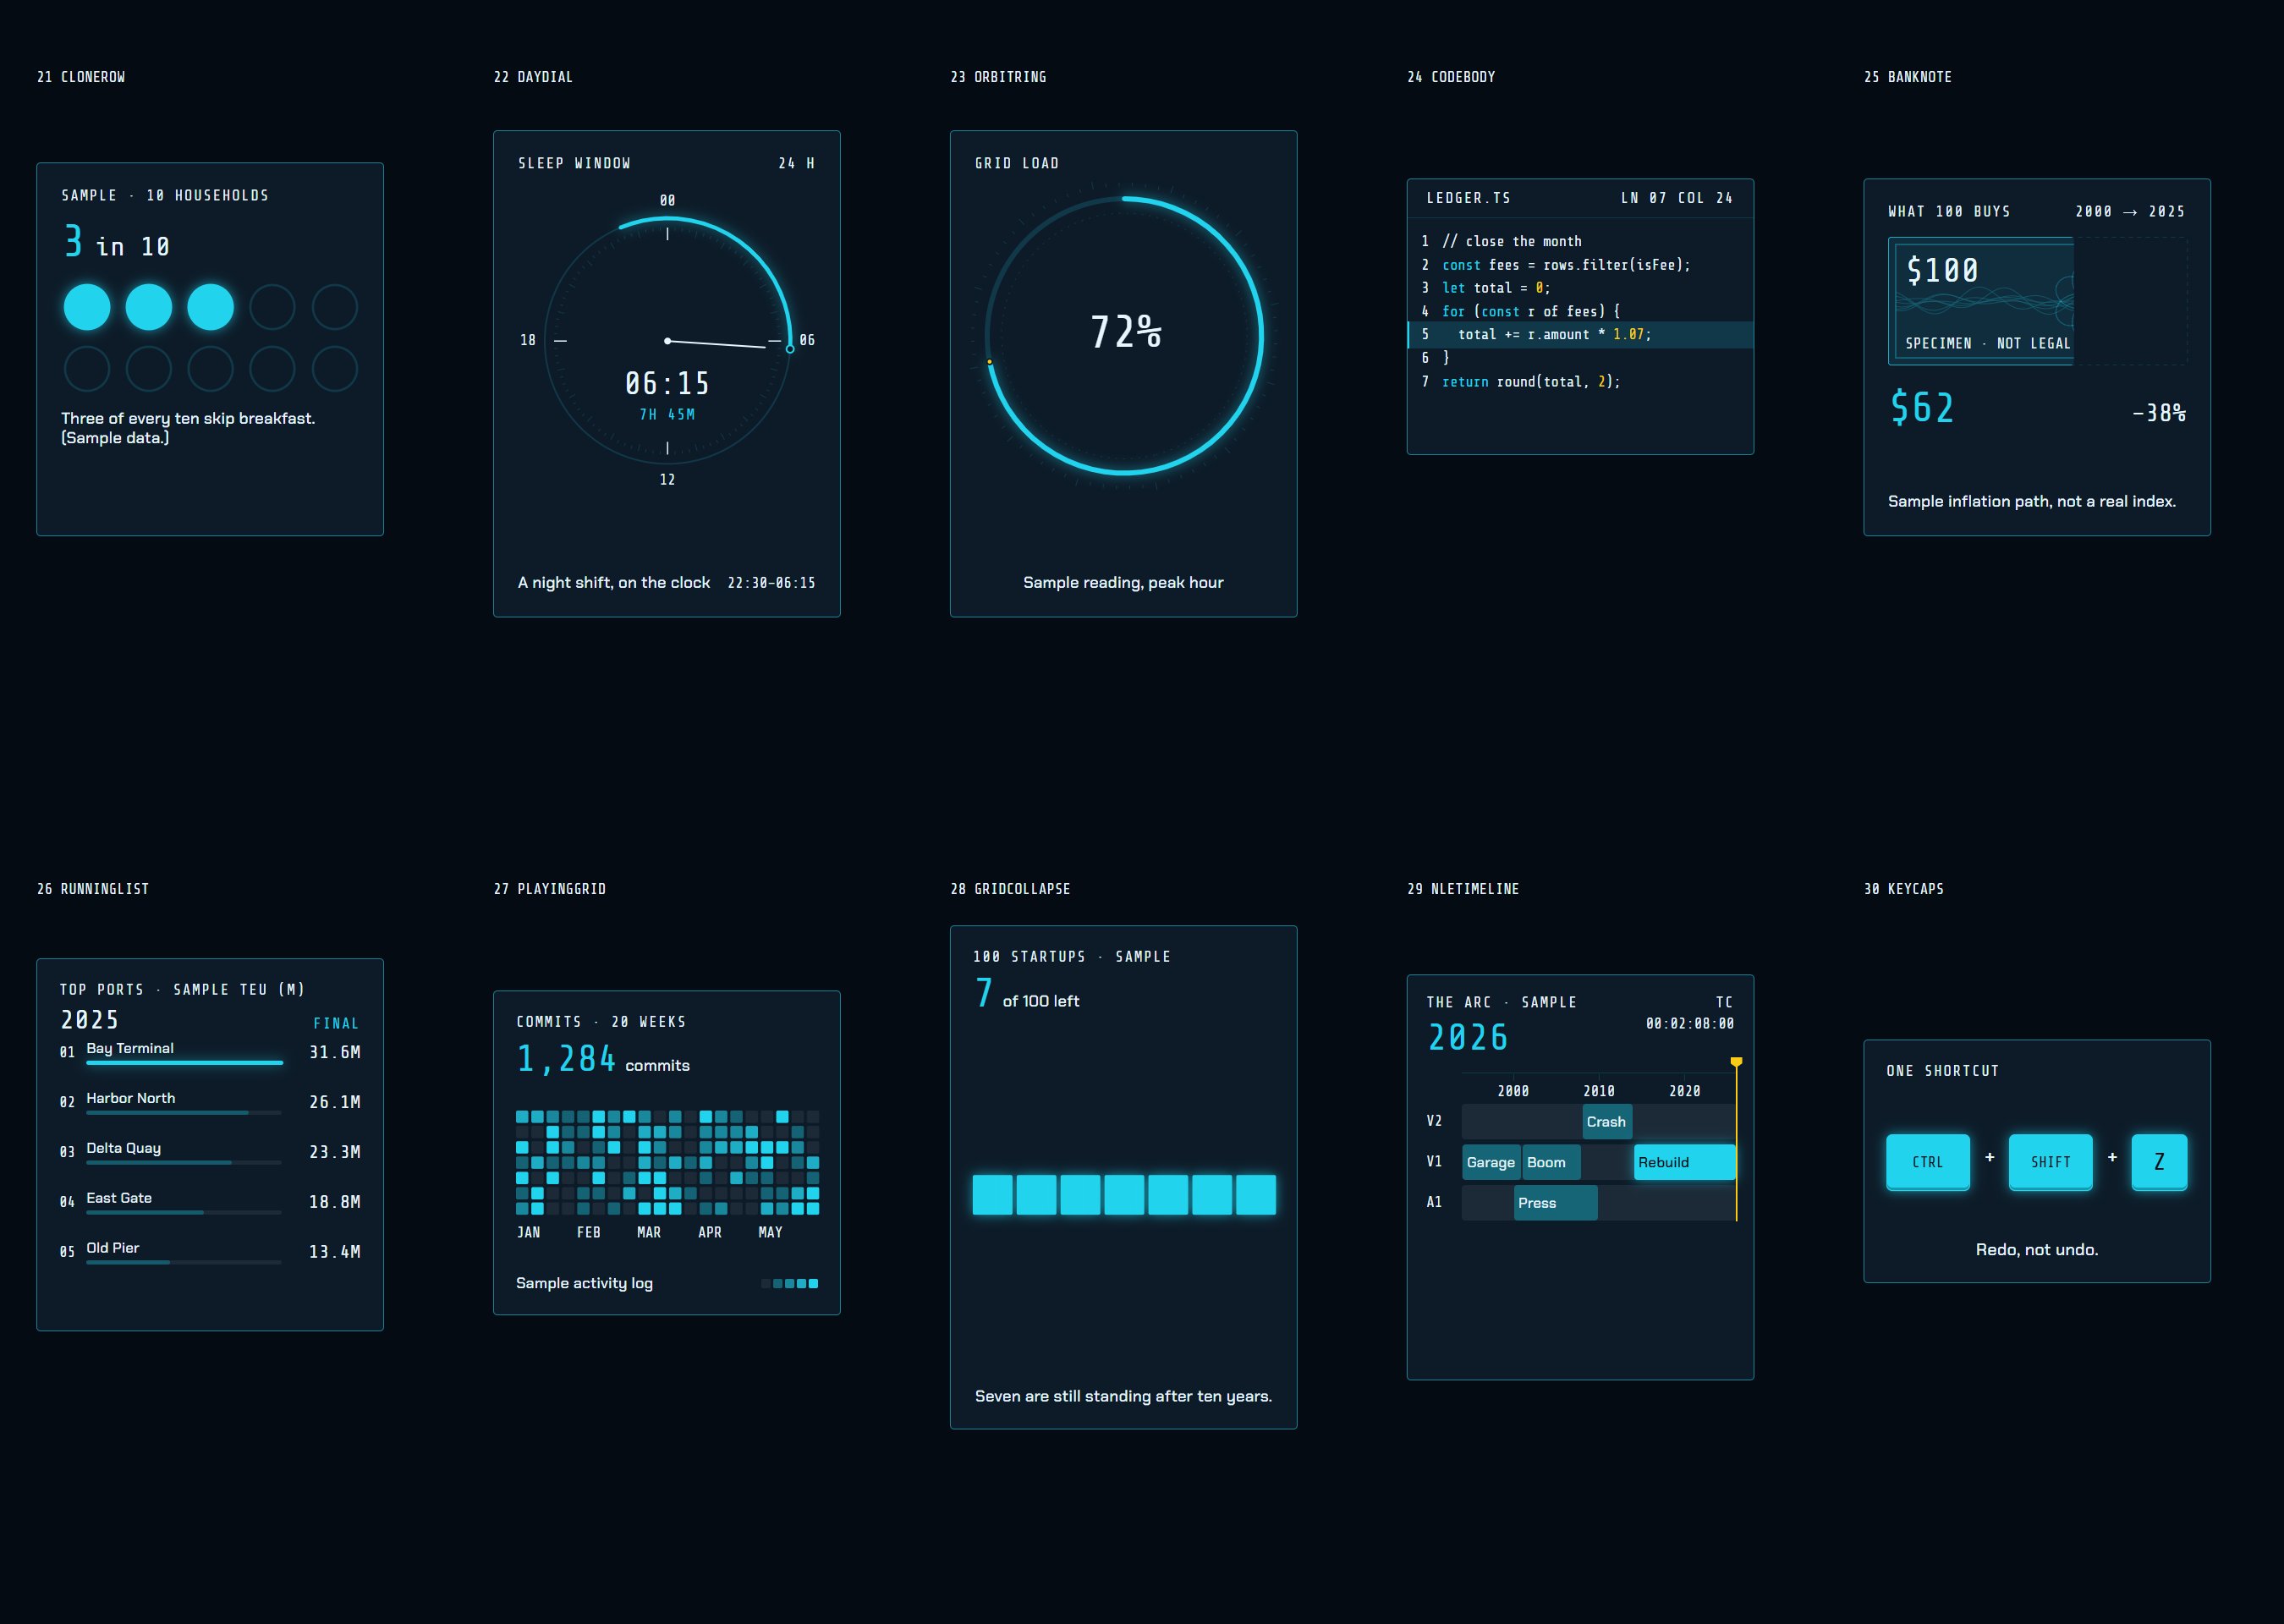 21 CLONEROW
SAMPLE · 10 HOUSEHOLDS
3 in 10
Three of every ten skip breakfast.
(Sample data.)
22 DAYDIAL
SLEEP WINDOW 24 H
00
18
06
06:15
7H 45M
12
A night shift, on the clock 22:30–06:15
23 ORBITRING
GRID LOAD
72%
Sample reading, peak hour
24 CODEBODY
LEDGER.TS LN 07 COL 24
1 // close the month
2 const fees = rows.filter(isFee);
3 let total = 0;
4 for (const r of fees) {
5 total += r.amount * 1.07;
6 }
7 return round(total, 2);
25 BANKNOTE
WHAT 100 BUYS 2000 → 2025
$100
SPECIMEN · NOT LEGAL
$62 −38%
Sample inflation path, not a real index.
26 RUNNINGLIST
TOP PORTS · SAMPLE TEU (M)
2025 FINAL
01 Bay Terminal 31.6M
02 Harbor North 26.1M
03 Delta Quay 23.3M
04 East Gate 18.8M
05 Old Pier 13.4M
27 PLAYINGGRID
COMMITS · 20 WEEKS
1,284 commits
JAN FEB MAR APR MAY
Sample activity log
28 GRIDCOLLAPSE
100 STARTUPS · SAMPLE
7 of 100 left
Seven are still standing after ten years.
29 NLETIMELINE
THE ARC · SAMPLE TC
2026 00:02:08:00
2000 2010 2020
V2 Crash
V1 Garage Boom Rebuild
A1 Press
30 KEYCAPS
ONE SHORTCUT
CTRL + SHIFT + Z
Redo, not undo.